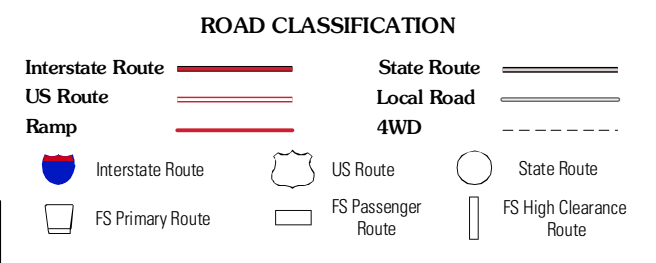 ROAD CLASSIFICATION
Interstate Route
State Route
US Route
Local Road
Ramp
4WD
Interstate Route
US Route
State Route
FS Primary Route
FS Passenger
Route
FS High Clearance
Route